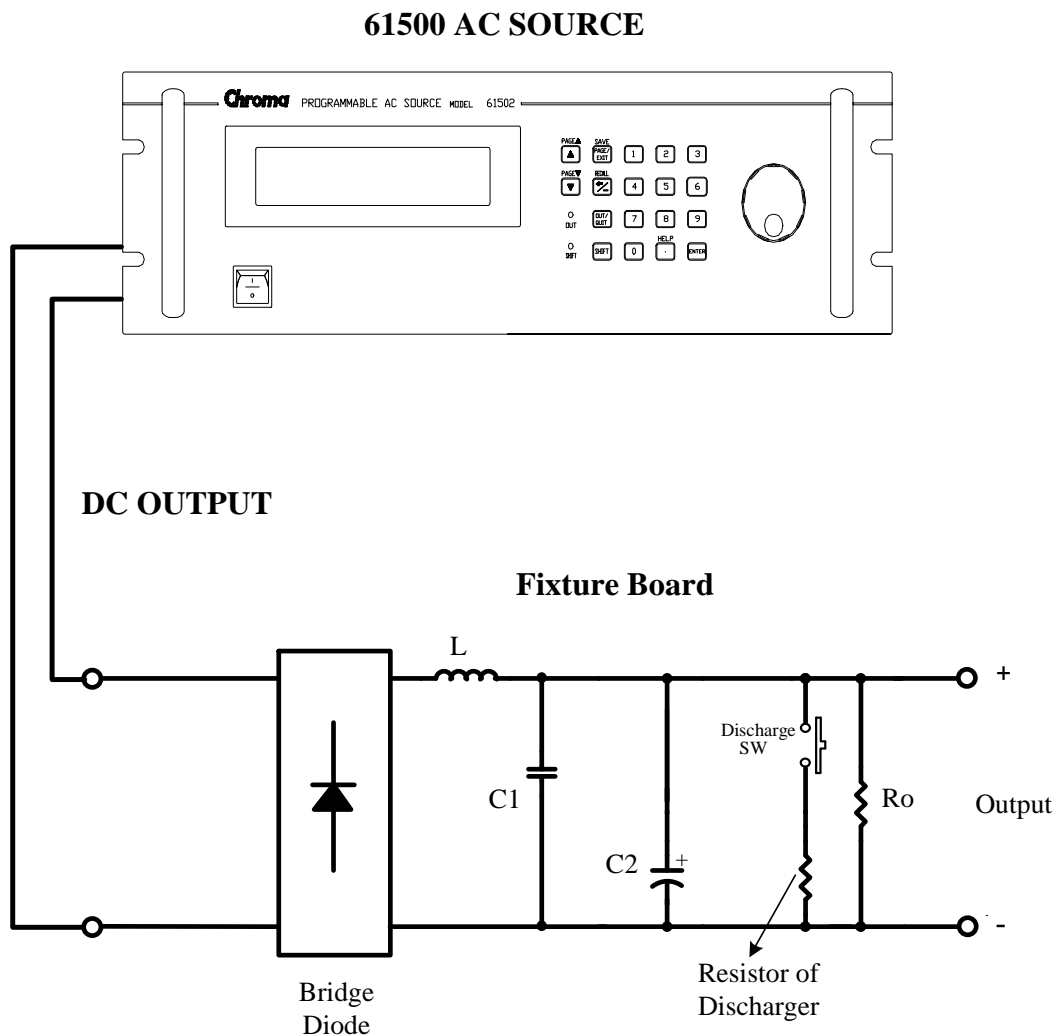 61500 AC SOURCE
Chroma PROGRAMMABLE AC SOURCE MODEL 61502
PAGE▲ SAVE
▲ PAGE/EXIT 1 2 3
PAGE▼ RECALL
▼ 4 5 6
OUT OUT/QUIT 7 8 9
HELP
SHIFT SHIFT 0 . ENTER
I
0
DC OUTPUT
Fixture Board
L
+
Discharge
SW
C1
Ro
Output
C2
+
-
Resistor of
Discharger
Bridge
Diode